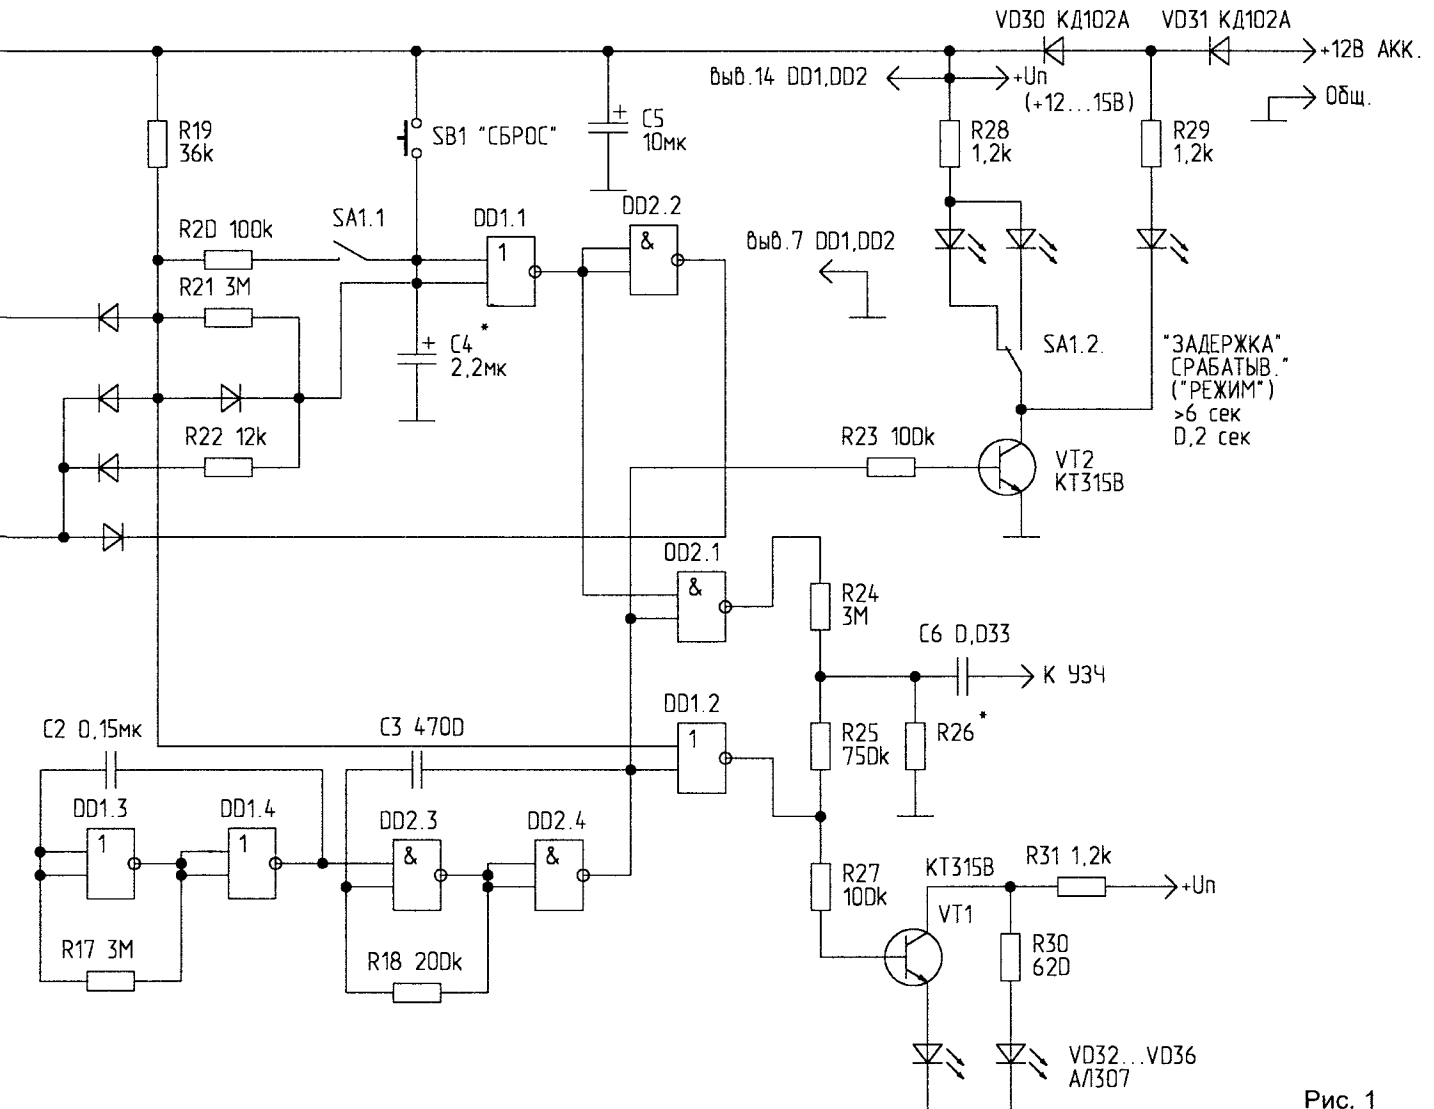 VD30 КД102А
VD31 КД102А
+12В АКК.
Выв.14 DD1,DD2
+Uп
(+12...15В)
Общ.
R19
36k
SB1 "СБРОС"
+ C5
10мк
R28
1,2k
R29
1,2k
R20 100k
SA1.1
DD1.1
1
DD2.2
&
Выв.7 DD1,DD2
R21 3М
+ C4*
2,2мк
SA1.2.
"ЗАДЕРЖКА"
СРАБАТЫВ."
("РЕЖИМ")
>6 сек
0,2 сек
R22 12k
R23 100k
VT2
КТ315В
DD2.1
&
R24
3М
C6 0,033
К УЗЧ
C2 0,15мк
C3 4700
DD1.2
1
R25
750k
R26*
DD1.3
1
DD1.4
1
DD2.3
&
DD2.4
&
R27
100k
КТ315В
VT1
R31 1,2k
+Uп
R17 3М
R18 200k
R30
620
VD32...VD36
АЛ307
Рис. 1